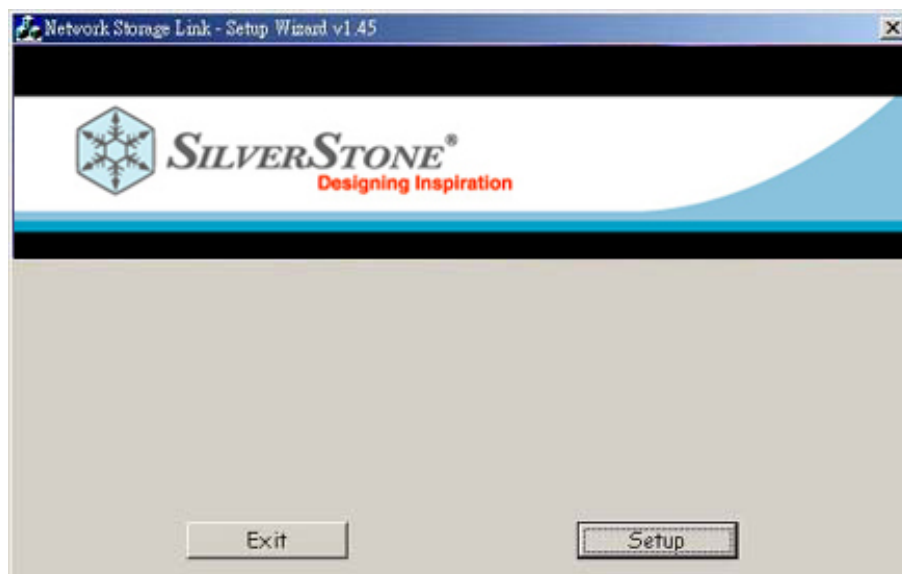 Network Storage Link - Setup Wizard v1.45
SILVERSTONE®
Designing Inspiration
Exit
Setup